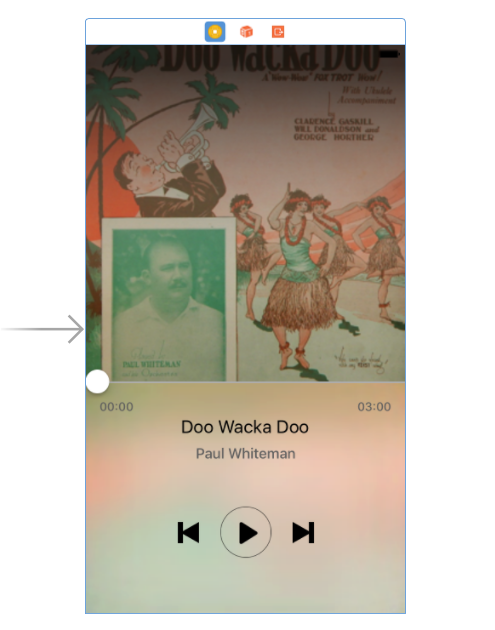 Doo Wacka Doo
A "Wow-Wow" FOX TROT Wow!
With Ukulele
Accompaniment
CLARENCE GASKILL
WILL DONALDSON and
GEORGE HORTHER
PAUL WHITEMAN
00:00
03:00
Doo Wacka Doo
Paul Whiteman